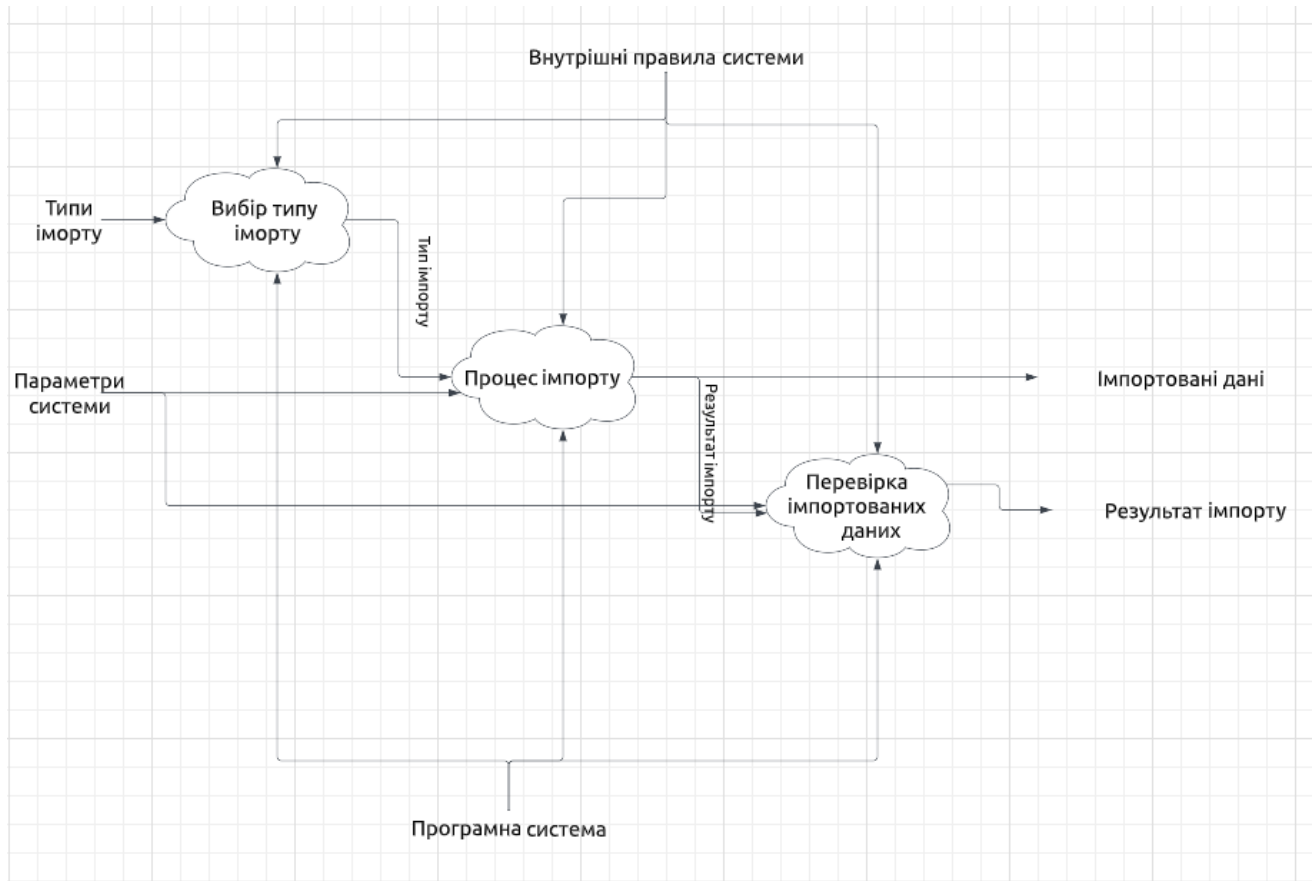 Внутрішні правила системи
Типи
іморту
Вибір типу
іморту
Тип імпорту
Параметри
системи
Процес імпорту
Результат імпорту
Імпортовані дані
Перевірка
імпортованих
даних
Результат імпорту
Програмна система